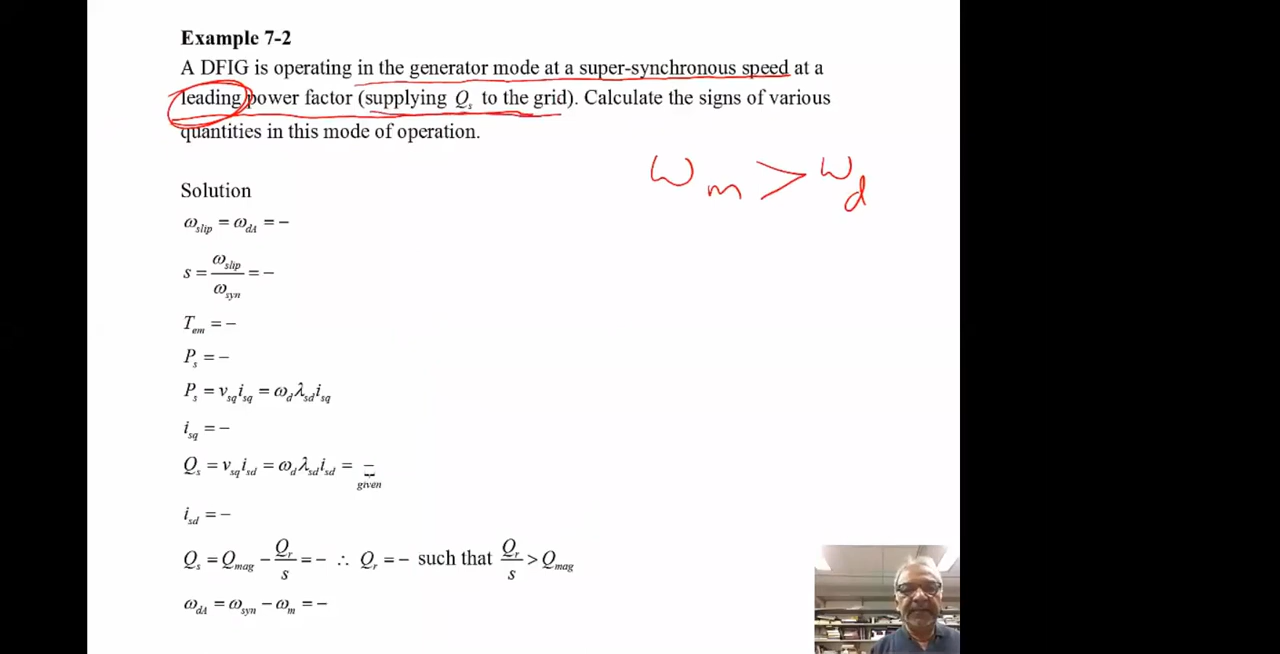 Example 7-2
A DFIG is operating in the generator mode at a super-synchronous speed at a
leading power factor (supplying Qs to the grid). Calculate the signs of various
quantities in this mode of operation.
ωm > ωd
Solution
ωslip = ωdA = −
s = ωslip / ωsyn = −
Tem = −
Ps = −
Ps = vsq isq = ωd λsd isq
isq = −
Qs = vsq isd = ωd λsd isd = −
given
isd = −
Qs = Qmag − Qr / s = − ∴ Qr = − such that Qr / s > Qmag
ωdA = ωsyn − ωm = −